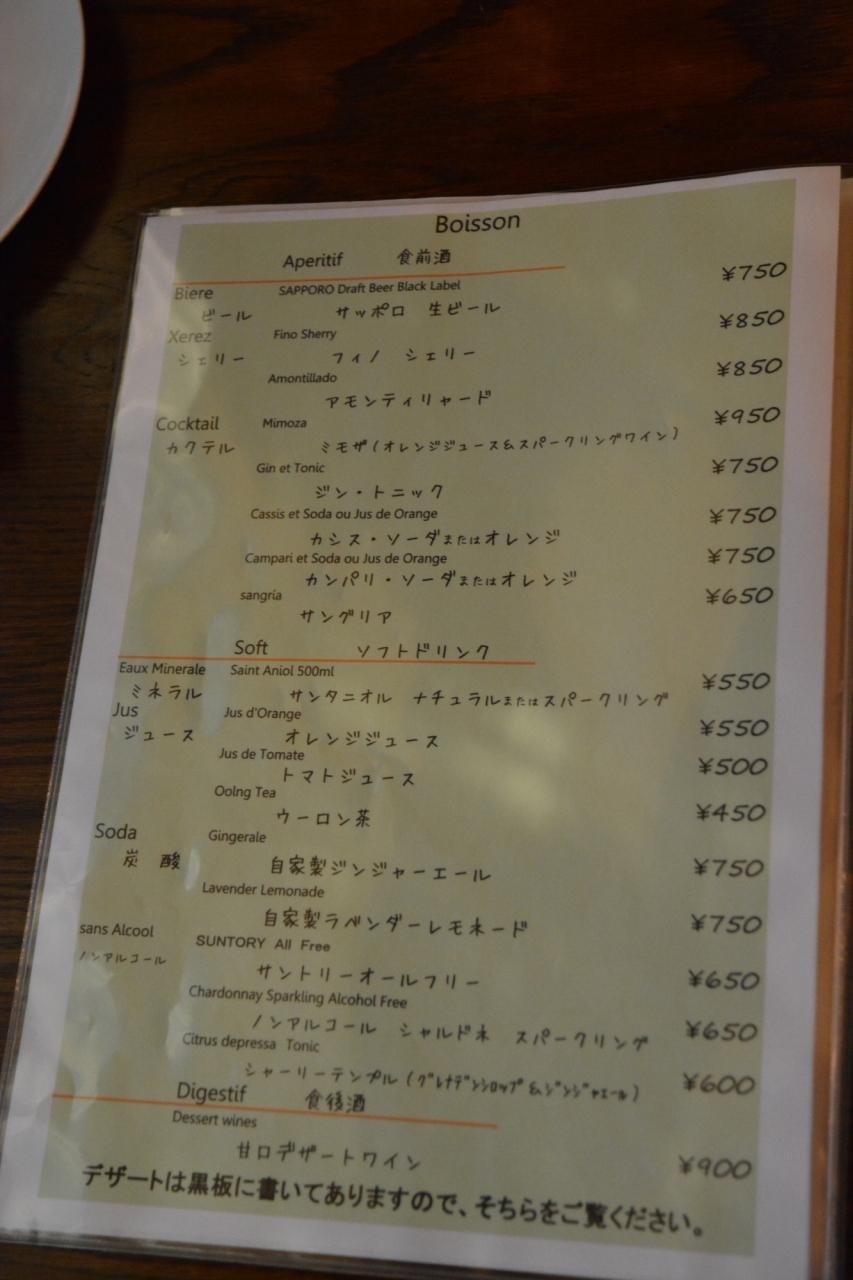 Boisson
Aperitif 食前酒
Biere SAPPORO Draft Beer Black Label ¥750
ビール サッポロ 生ビール
Xerez Fino Sherry ¥850
シェリー フィノ シェリー
Amontillado ¥850
アモンティリャード
Cocktail Mimoza ¥950
カクテル ミモザ(オレンジジュース&スパークリングワイン)
Gin et Tonic ¥750
ジン・トニック
Cassis et Soda ou Jus de Orange ¥750
カシス・ソーダまたはオレンジ
Campari et Soda ou Jus de Orange ¥750
カンパリ・ソーダまたはオレンジ
sangria ¥650
サングリア
Soft ソフトドリンク
Eaux Minerale Saint Aniol 500ml ¥550
ミネラル サンタニオル ナチュラルまたはスパークリング
Jus Jus d'Orange ¥550
ジュース オレンジジュース
Jus de Tomate ¥500
トマトジュース
Oolng Tea ¥450
ウーロン茶
Soda Gingerale ¥750
炭 酸 自家製ジンジャーエール
Lavender Lemonade ¥750
自家製ラベンダーレモネード
sans Alcool SUNTORY All Free ¥650
ノンアルコール サントリーオールフリー
Chardonnay Sparkling Alcohol Free ¥650
ノンアルコール シャルドネ スパークリング
Citrus depressa Tonic ¥600
シャーリーテンプル(グレナデンシロップ&ジンジャエール)
Digestif 食後酒
Dessert wines ¥900
甘口デザートワイン
デザートは黒板に書いてありますので、そちらをご覧ください。